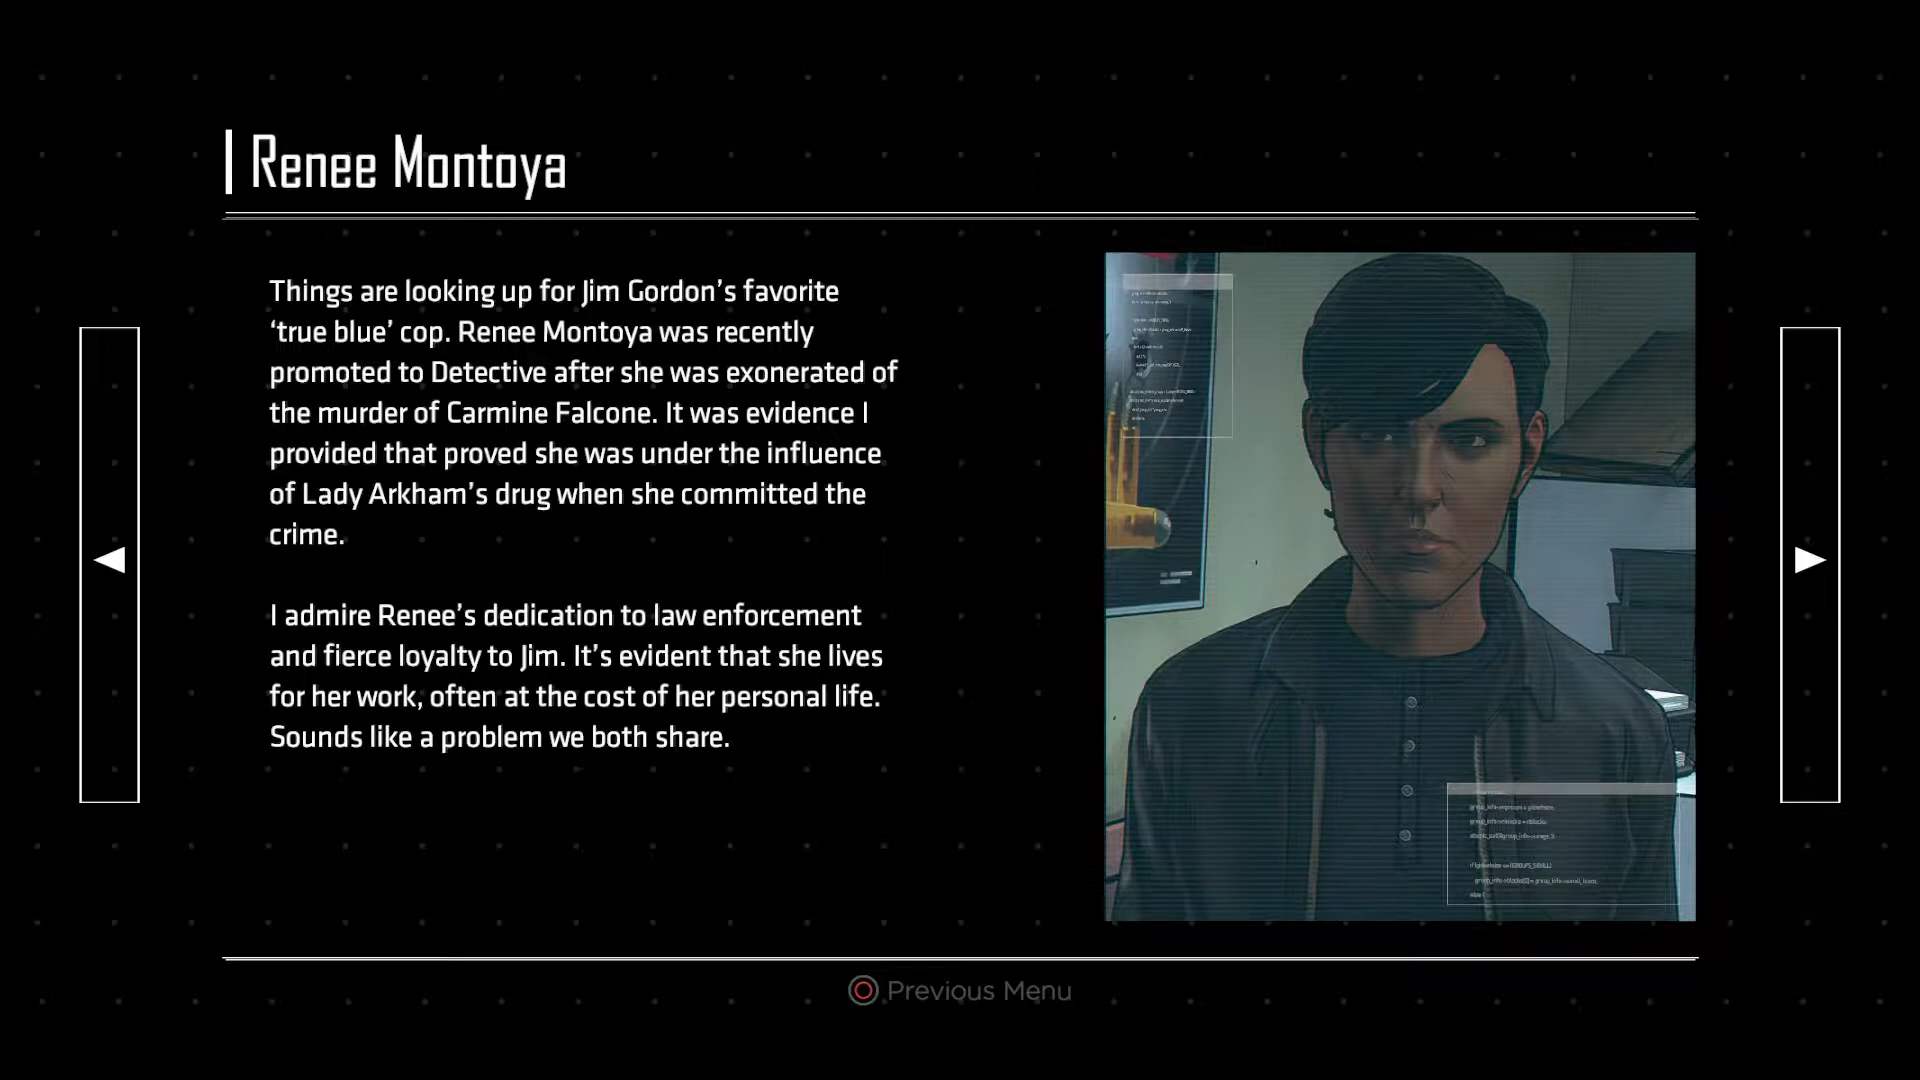 Renee Montoya
Things are looking up for Jim Gordon's favorite
‘true blue’ cop. Renee Montoya was recently
promoted to Detective after she was exonerated of
the murder of Carmine Falcone. It was evidence I
provided that proved she was under the influence
of Lady Arkham's drug when she committed the
crime.
I admire Renee's dedication to law enforcement
and fierce loyalty to Jim. It's evident that she lives
for her work, often at the cost of her personal life.
Sounds like a problem we both share.
Previous Menu